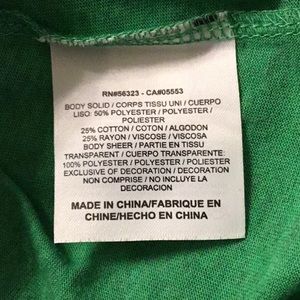 RN#56323 - CA#05553
BODY SOLID / CORPS TISSU UNI / CUERPO
LISO: 50% POLYESTER / POLYESTER /
POLIESTER
25% COTTON / COTON / ALGODON
25% RAYON / VISCOSE / VISCOSA
BODY SHEER / PARTIE EN TISSU
TRANSPARENT / CUERPO TRANSPARENTE:
100% POLYESTER / POLYESTER / POLIESTER
EXCLUSIVE OF DECORATION / DECORATION
NON COMPRISE / NO INCLUYE LA
DECORACION
MADE IN CHINA/FABRIQUE EN
CHINE/HECHO EN CHINA